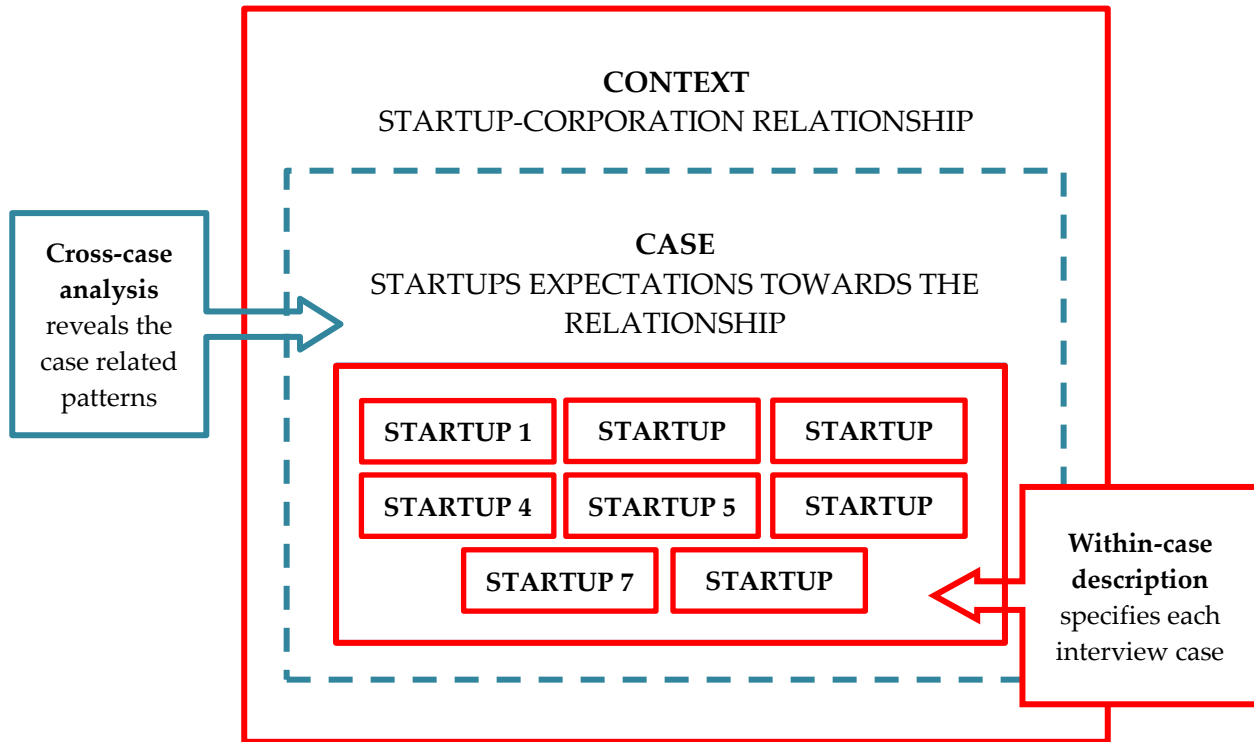 CONTEXT
STARTUP-CORPORATION RELATIONSHIP
Cross-case
analysis
reveals the
case related
patterns
CASE
STARTUPS EXPECTATIONS TOWARDS THE
RELATIONSHIP
STARTUP 1
STARTUP
STARTUP
STARTUP 4
STARTUP 5
STARTUP
STARTUP 7
STARTUP
Within-case
description
specifies each
interview case